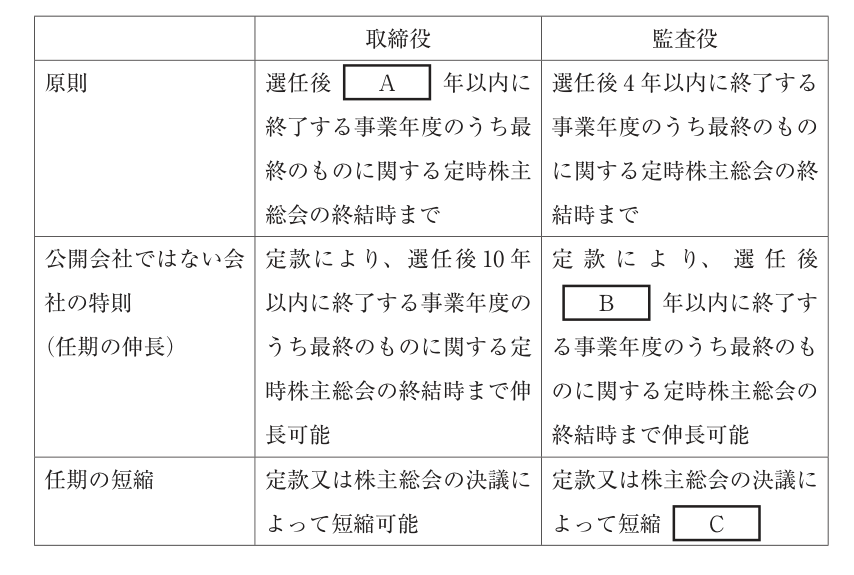 取締役
監査役
原則
選任後 A 年以内に
終了する事業年度のうち最
終のものに関する定時株主
総会の終結時まで
選任後4年以内に終了する
事業年度のうち最終のもの
に関する定時株主総会の終
結時まで
公開会社ではない会
社の特則
(任期の伸長)
定款により、選任後10年
以内に終了する事業年度の
うち最終のものに関する定
時株主総会の終結時まで伸
長可能
定款により、選任後
B 年以内に終了す
る事業年度のうち最終のも
のに関する定時株主総会の
終結時まで伸長可能
任期の短縮
定款又は株主総会の決議に
よって短縮可能
定款又は株主総会の決議に
よって短縮 C